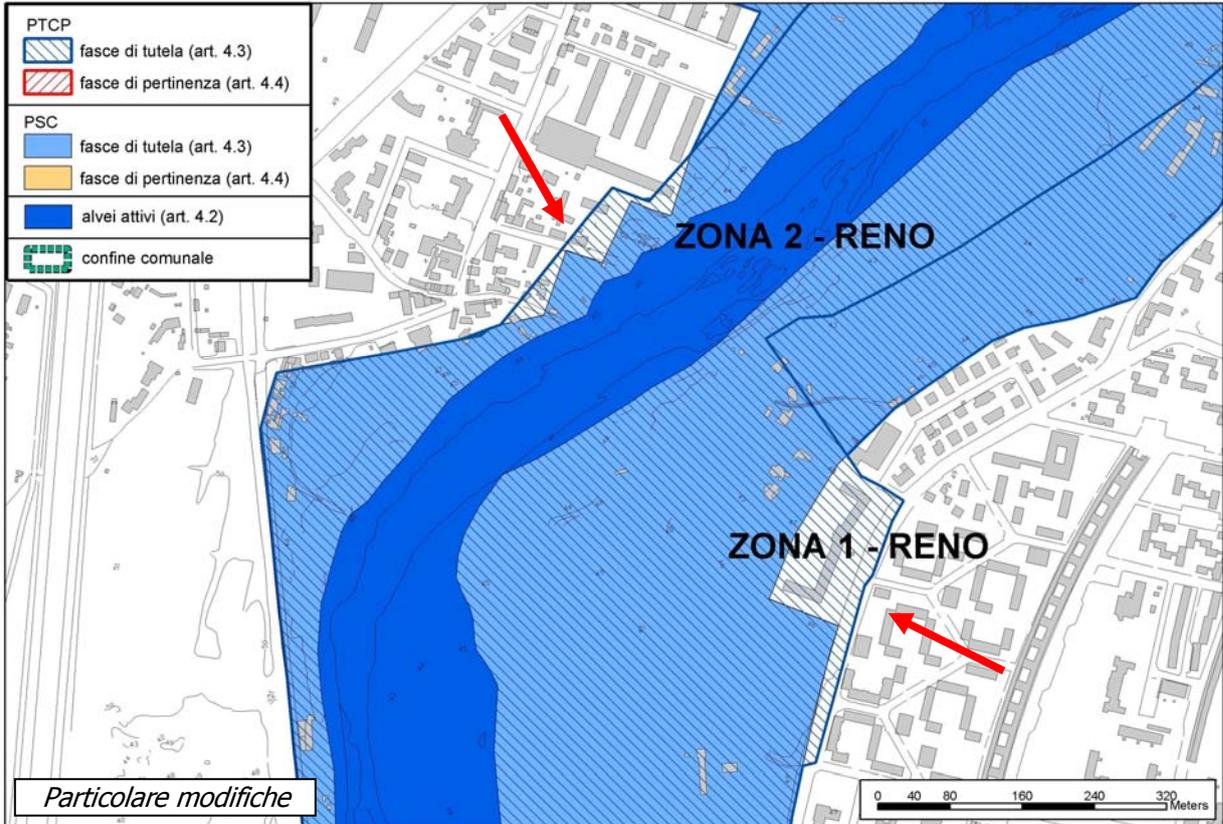 PTCP
fasce di tutela (art. 4.3)
fasce di pertinenza (art. 4.4)
PSC
fasce di tutela (art. 4.3)
fasce di pertinenza (art. 4.4)
alvei attivi (art. 4.2)
confine comunale
ZONA 2 - RENO
ZONA 1 - RENO
Particolare modifiche
0 40 80 160 240 320
Meters